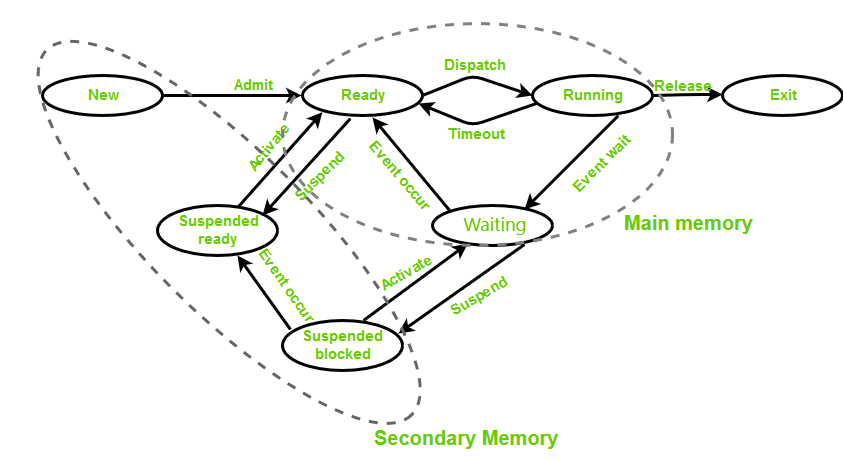 Dispatch
New
Admit
Ready
Running
Release
Exit
Timeout
Activate
Suspend
Event occur
Event wait
Suspended
ready
Waiting
Main memory
Event occur
Activate
Suspend
Suspended
blocked
Secondary Memory